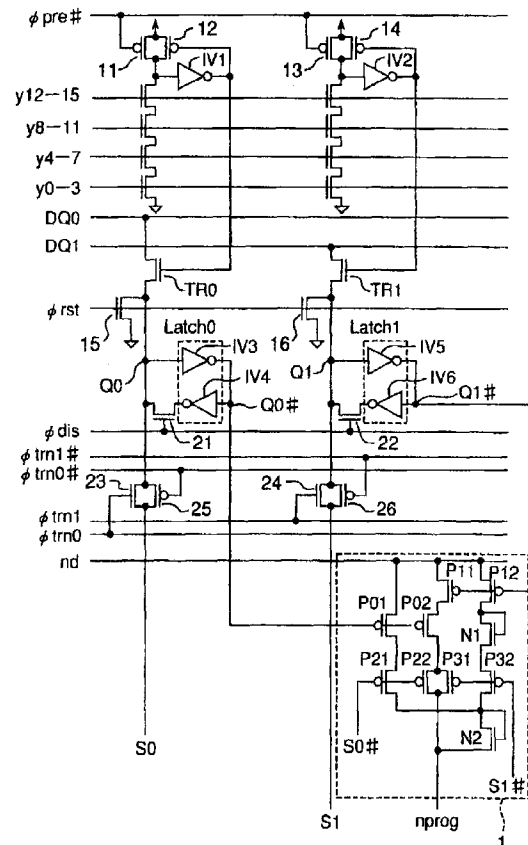 φ pre#
12
14
11
IV1
13
IV2
y12-15
y8-11
y4-7
y0-3
DQ0
DQ1
TR0
TR1
φ rst
15
Latch0
16
Latch1
IV3
IV5
Q0
IV4
Q1
IV6
Q1#
Q0#
φ dis
21
22
φ trn1#
φ trn0#
23
24
25
26
φ trn1
φ trn0
nd
P11
P12
P01
P02
N1
P21
P22
P31
P32
N2
S0
S0#
S1#
S1
nprog
1